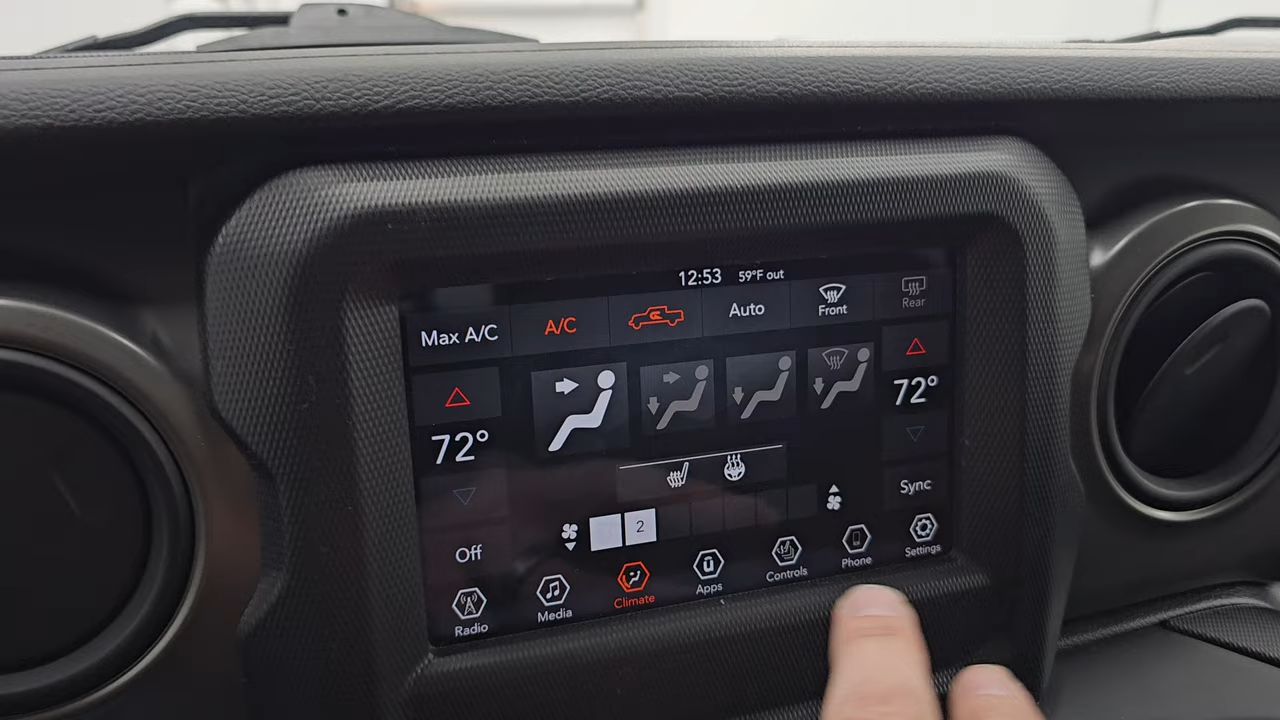 12:53 59°F out
Max A/C A/C Auto Front Rear
72° 72°
Sync
2
Off
Radio Media Climate Apps Controls Phone Settings